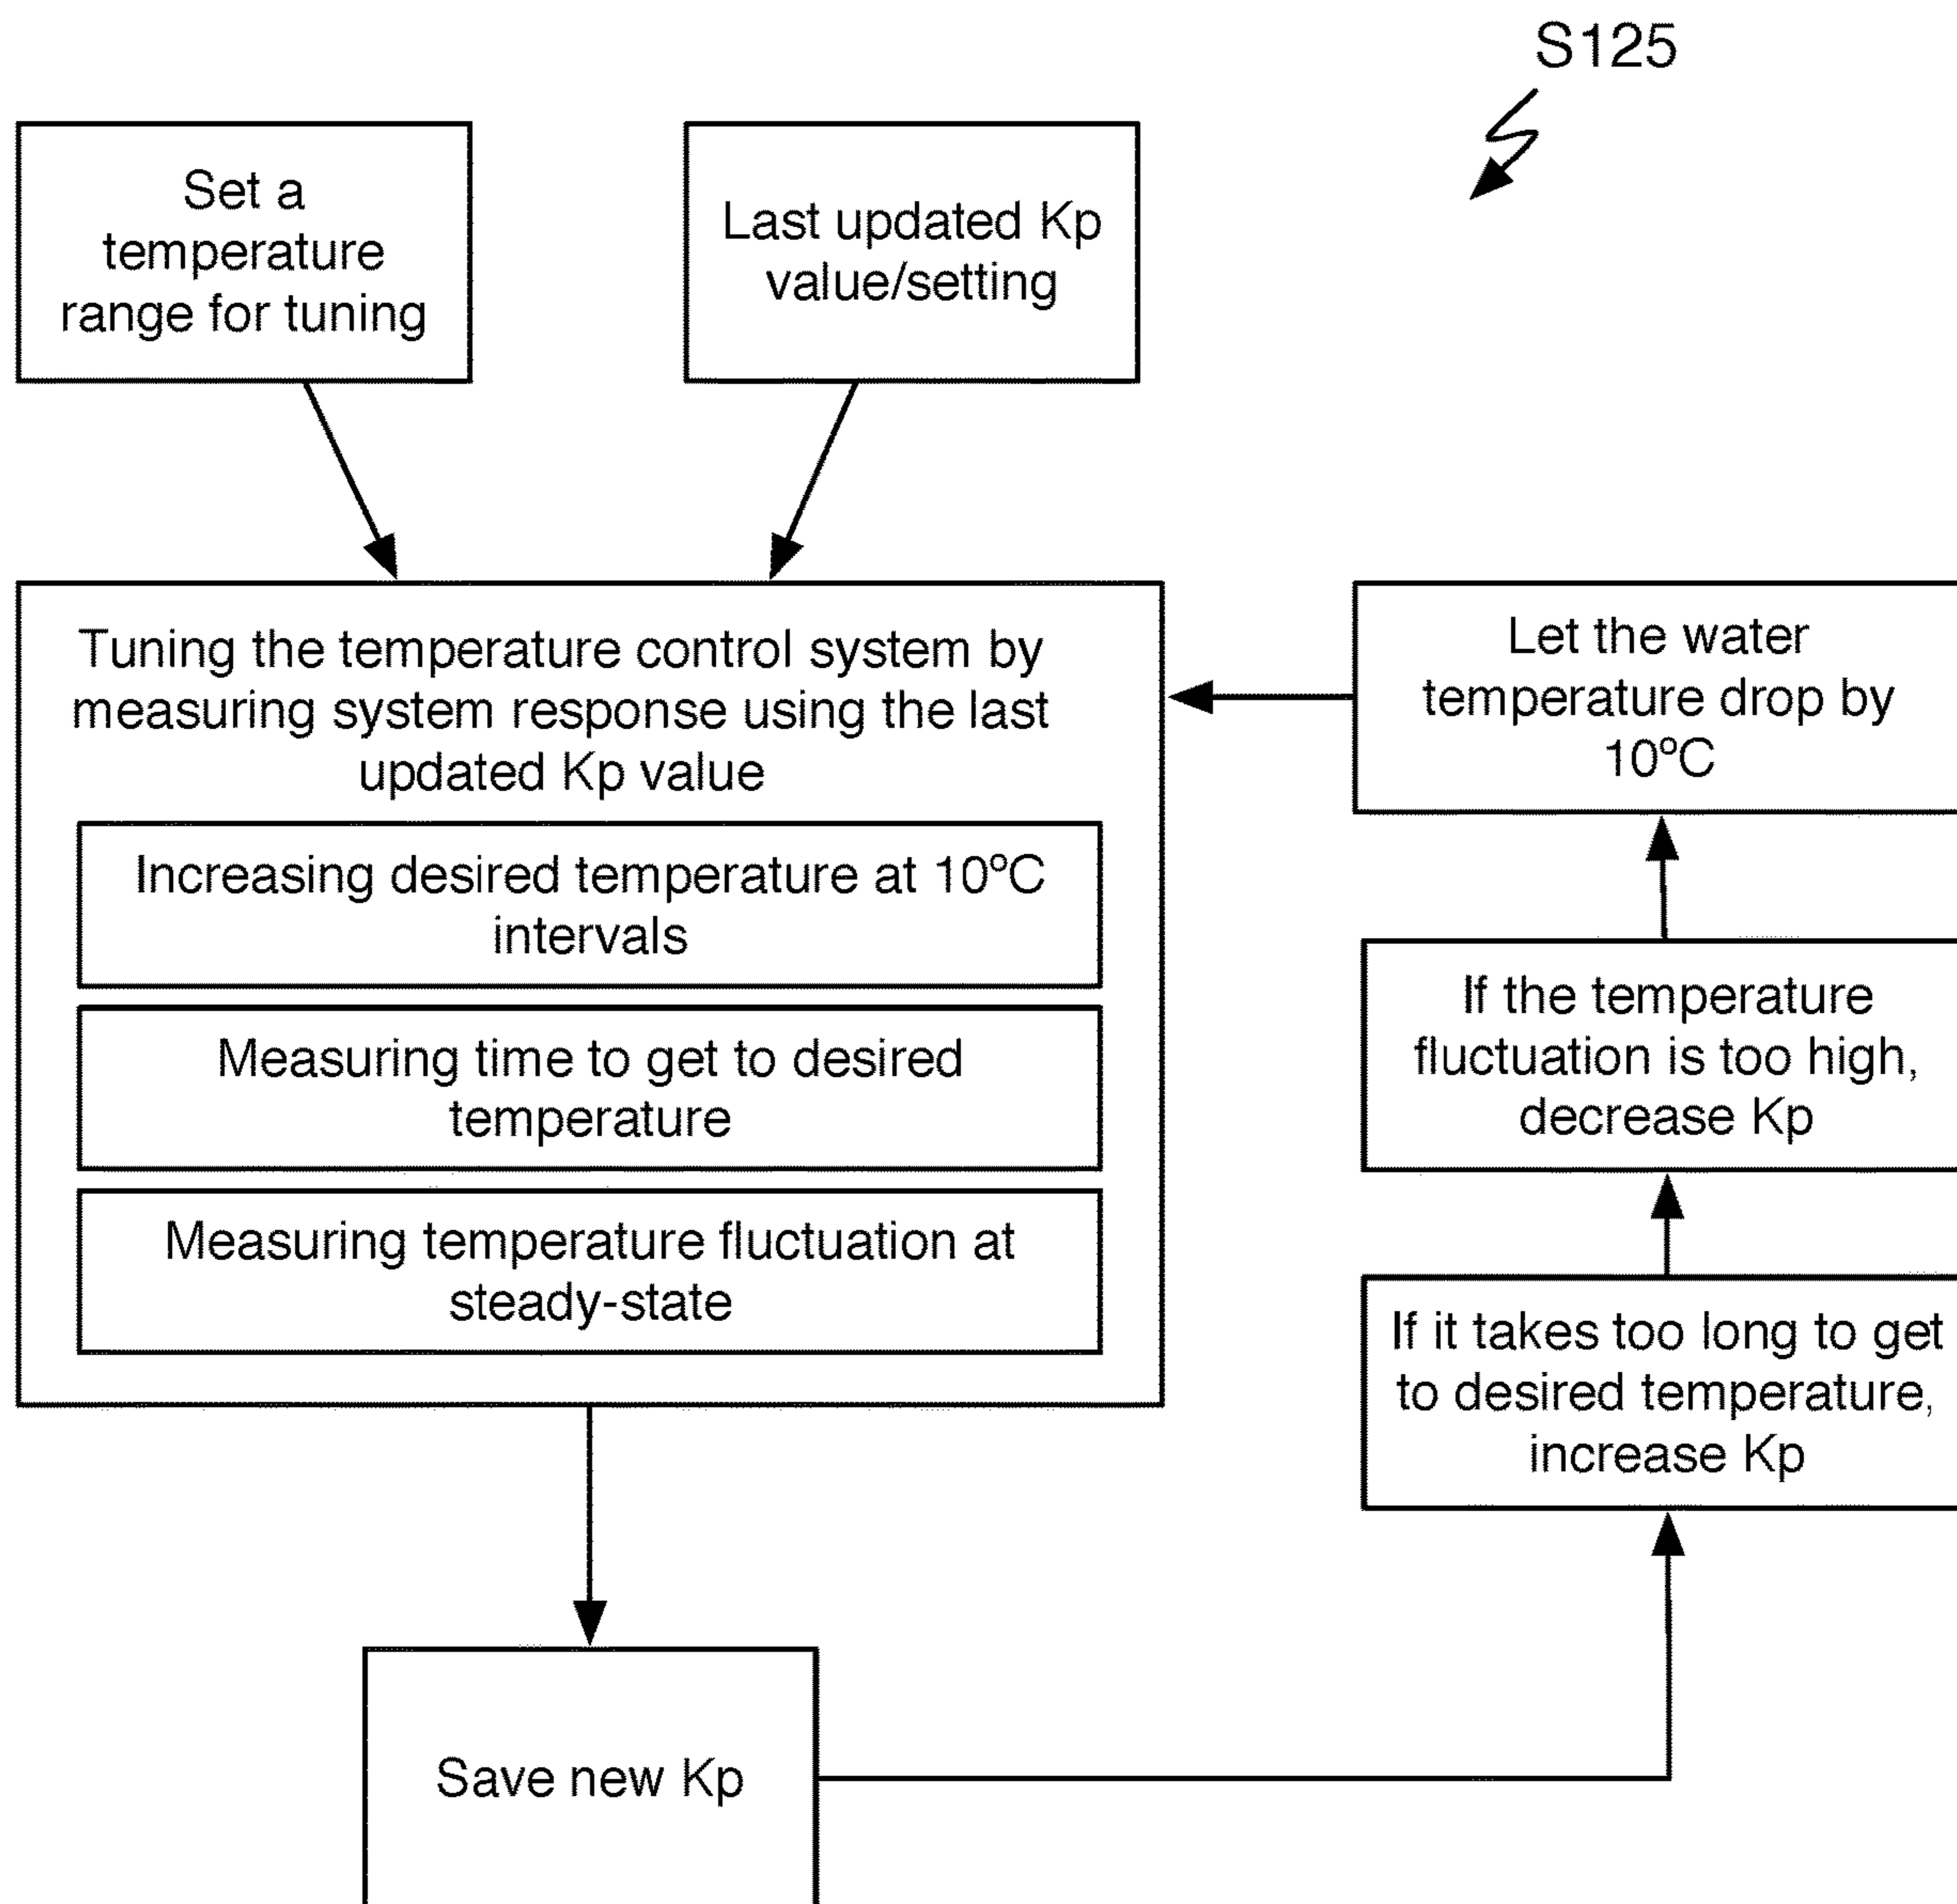 S125
Set a
temperature
range for tuning
Last updated Kp
value/setting
Tuning the temperature control system by
measuring system response using the last
updated Kp value
Increasing desired temperature at 10ºC
intervals
Measuring time to get to desired
temperature
Measuring temperature fluctuation at
steady-state
Let the water
temperature drop by
10ºC
If the temperature
fluctuation is too high,
decrease Kp
If it takes too long to get
to desired temperature,
increase Kp
Save new Kp